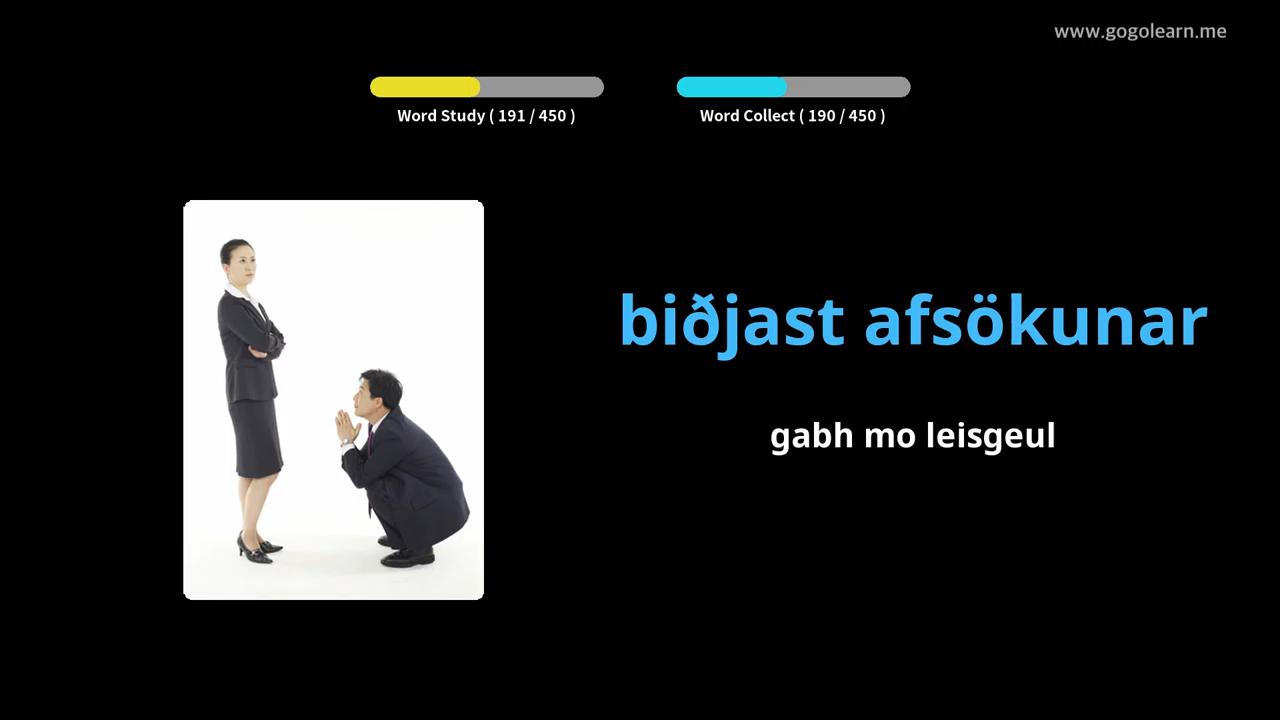 www.gogolearn.me
Word Study ( 191 / 450 )
Word Collect ( 190 / 450 )
biðjast afsökunar
gabh mo leisgeul